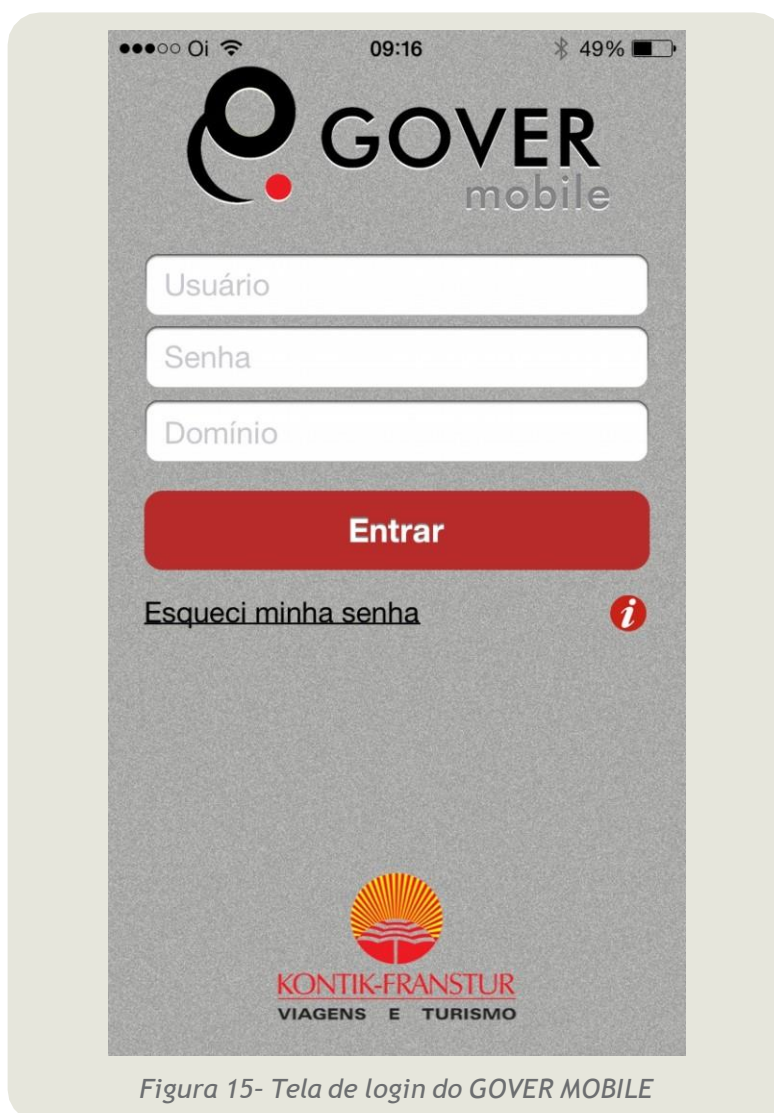 ●●●○○ Oi 09:16 49%
GOVER
mobile
Usuário
Senha
Domínio
Entrar
Esqueci minha senha
i
KONTIK-FRANSTUR
VIAGENS E TURISMO
Figura 15- Tela de login do GOVER MOBILE